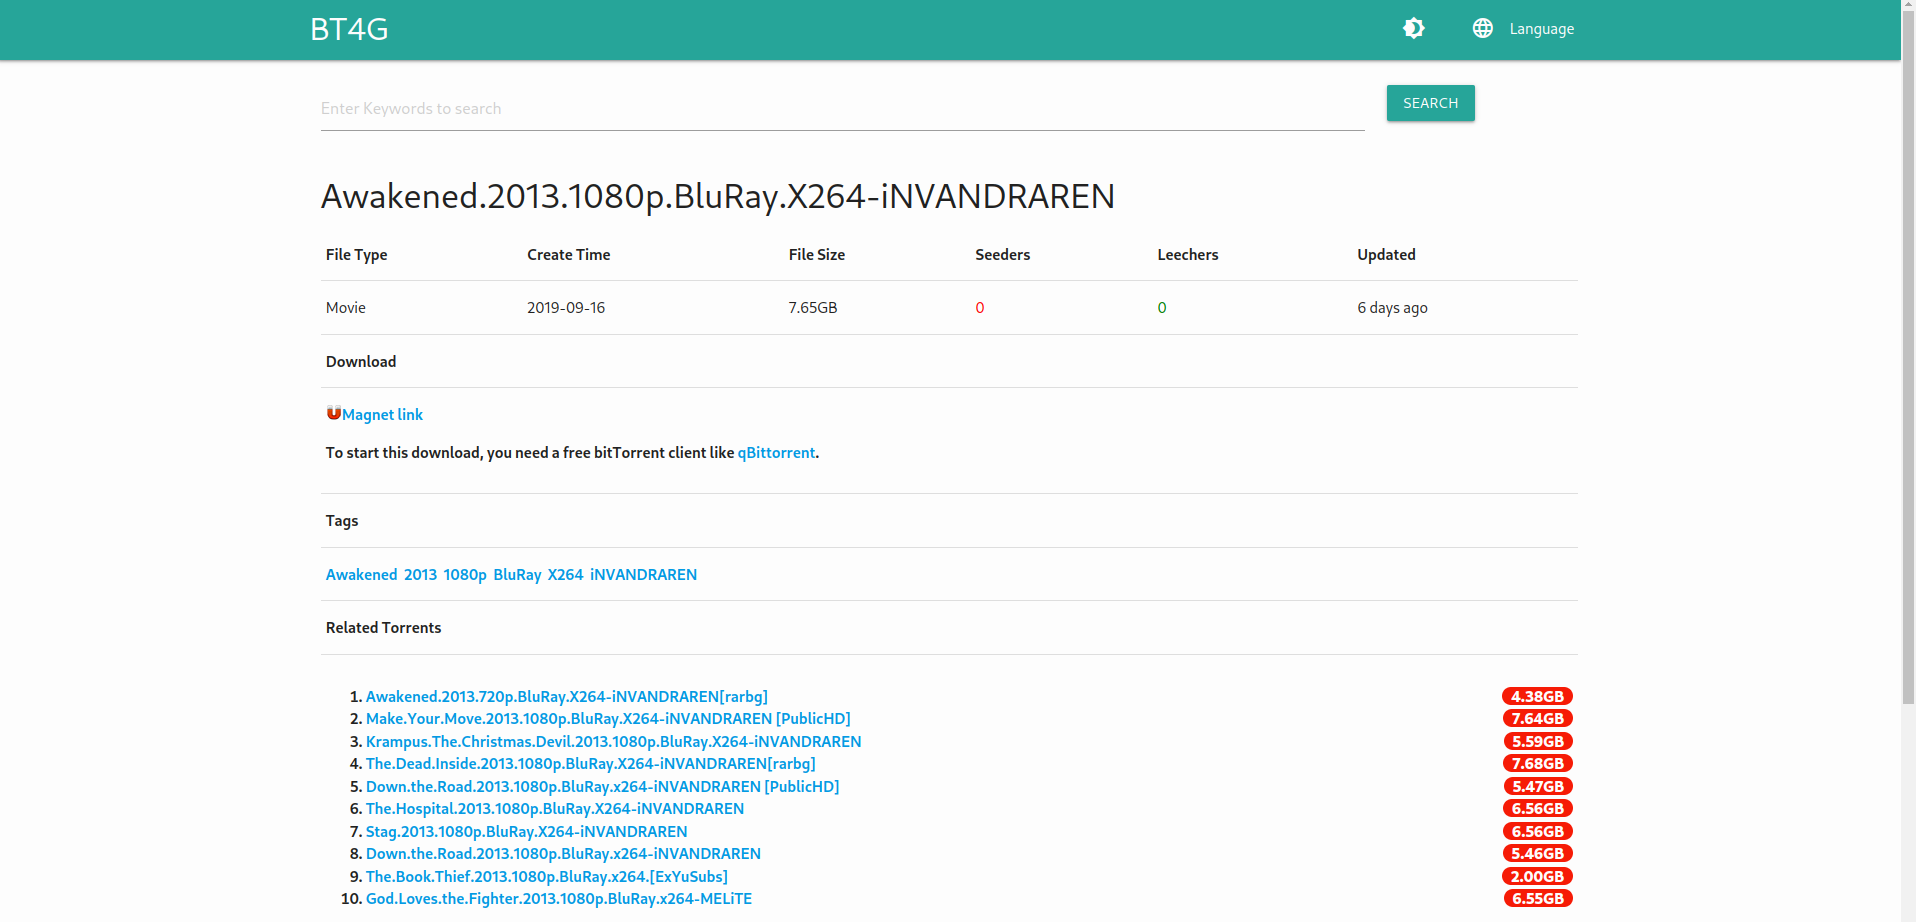 BT4G
Language
Enter Keywords to search
SEARCH
Awakened.2013.1080p.BluRay.X264-iNVANDRAREN
File Type Create Time File Size Seeders Leechers Updated
Movie 2019-09-16 7.65GB 0 0 6 days ago
Download
Magnet link
To start this download, you need a free bitTorrent client like qBittorrent.
Tags
Awakened 2013 1080p BluRay X264 iNVANDRAREN
Related Torrents
1. Awakened.2013.720p.BluRay.X264-iNVANDRAREN[rarbg] 4.38GB
2. Make.Your.Move.2013.1080p.BluRay.X264-iNVANDRAREN [PublicHD] 7.64GB
3. Krampus.The.Christmas.Devil.2013.1080p.BluRay.X264-iNVANDRAREN 5.59GB
4. The.Dead.Inside.2013.1080p.BluRay.X264-iNVANDRAREN[rarbg] 7.68GB
5. Down.the.Road.2013.1080p.BluRay.x264-iNVANDRAREN [PublicHD] 5.47GB
6. The.Hospital.2013.1080p.BluRay.X264-iNVANDRAREN 6.56GB
7. Stag.2013.1080p.BluRay.X264-iNVANDRAREN 6.56GB
8. Down.the.Road.2013.1080p.BluRay.x264-iNVANDRAREN 5.46GB
9. The.Book.Thief.2013.1080p.BluRay.x264.[ExYuSubs] 2.00GB
10. God.Loves.the.Fighter.2013.1080p.BluRay.x264-MELiTE 6.55GB